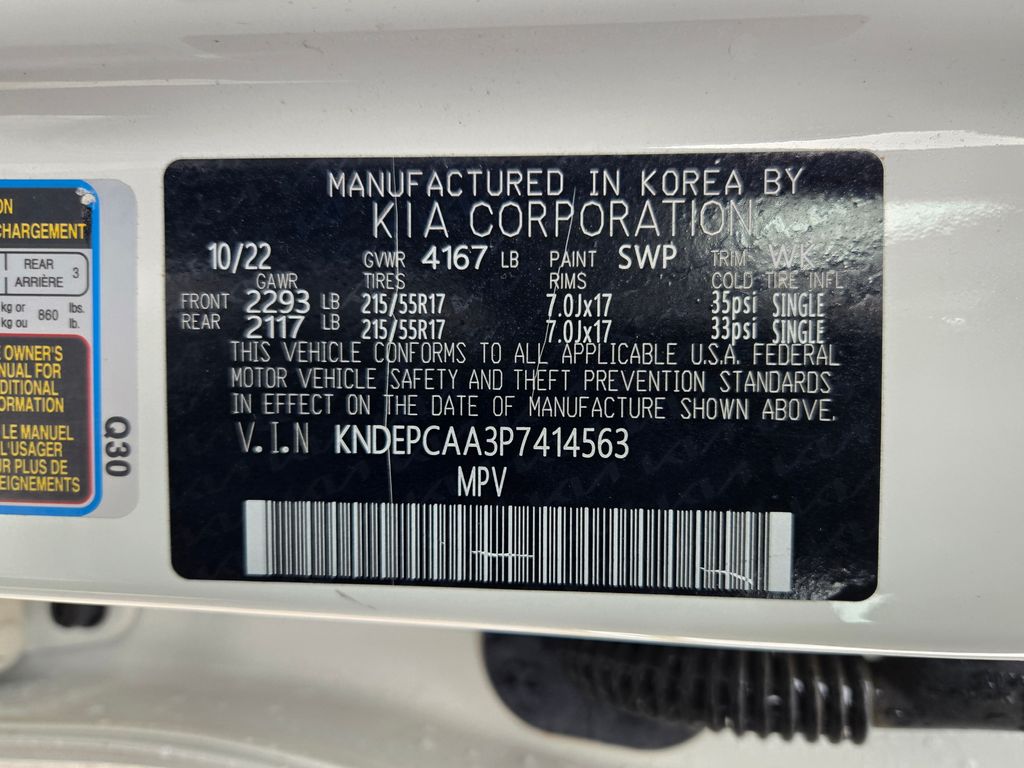 ON
CHARGEMENT
REAR 3
ARRIÈRE
kg or 860 lbs.
kg ou lb.
E OWNER'S
NUAL FOR
DITIONAL
ORMATION
LE MANUEL
L'USAGER
UR PLUS DE
EIGNEMENTS
Q30
MANUFACTURED IN KOREA BY
KIA CORPORATION
10/22 GVWR 4167 LB PAINT SWP TRIM WK
GAWR TIRES RIMS COLD TIRE INFL
FRONT 2293 LB 215/55R17 7.0Jx17 35psi SINGLE
REAR 2117 LB 215/55R17 7.0Jx17 33psi SINGLE
THIS VEHICLE CONFORMS TO ALL APPLICABLE U.S.A. FEDERAL
MOTOR VEHICLE SAFETY AND THEFT PREVENTION STANDARDS
IN EFFECT ON THE DATE OF MANUFACTURE SHOWN ABOVE.
V.I.N KNDEPCAA3P7414563
MPV